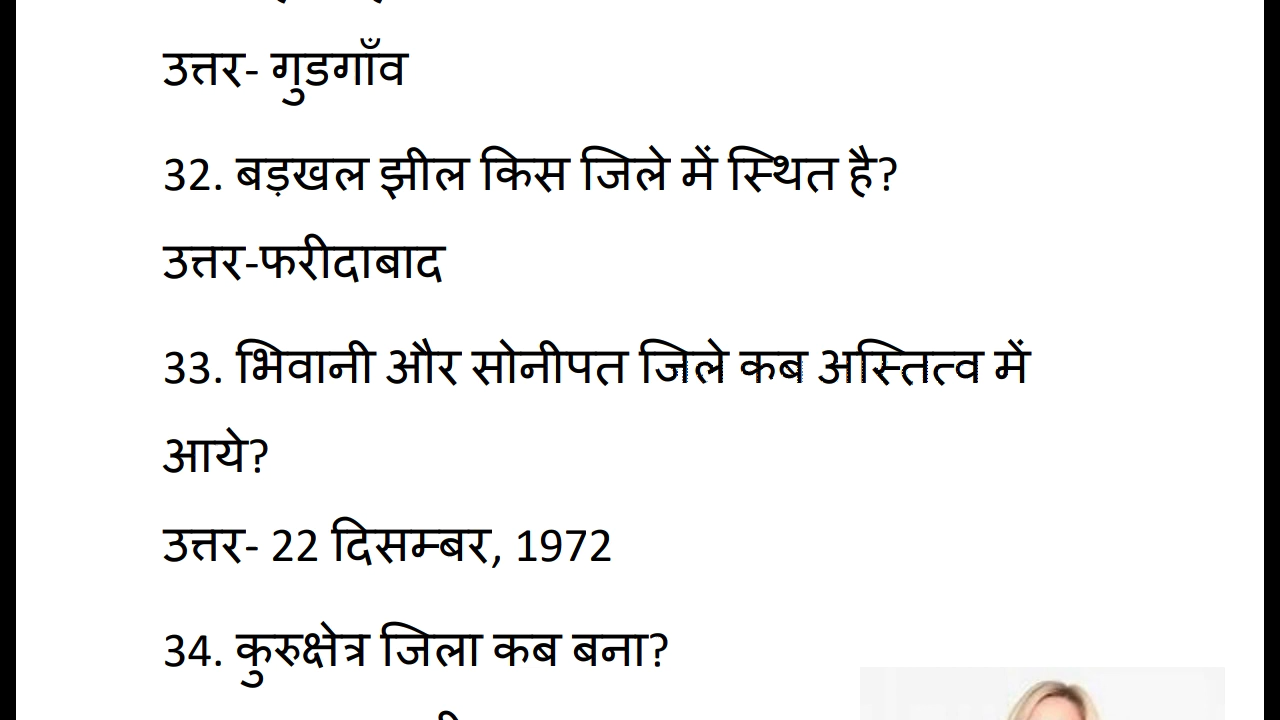 उत्तर- गुडगाँव
32. बड़खल झील किस जिले में स्थित है?
उत्तर-फरीदाबाद
33. भिवानी और सोनीपत जिले कब अस्तित्व में
आये?
उत्तर- 22 दिसम्बर, 1972
34. कुरुक्षेत्र जिला कब बना?